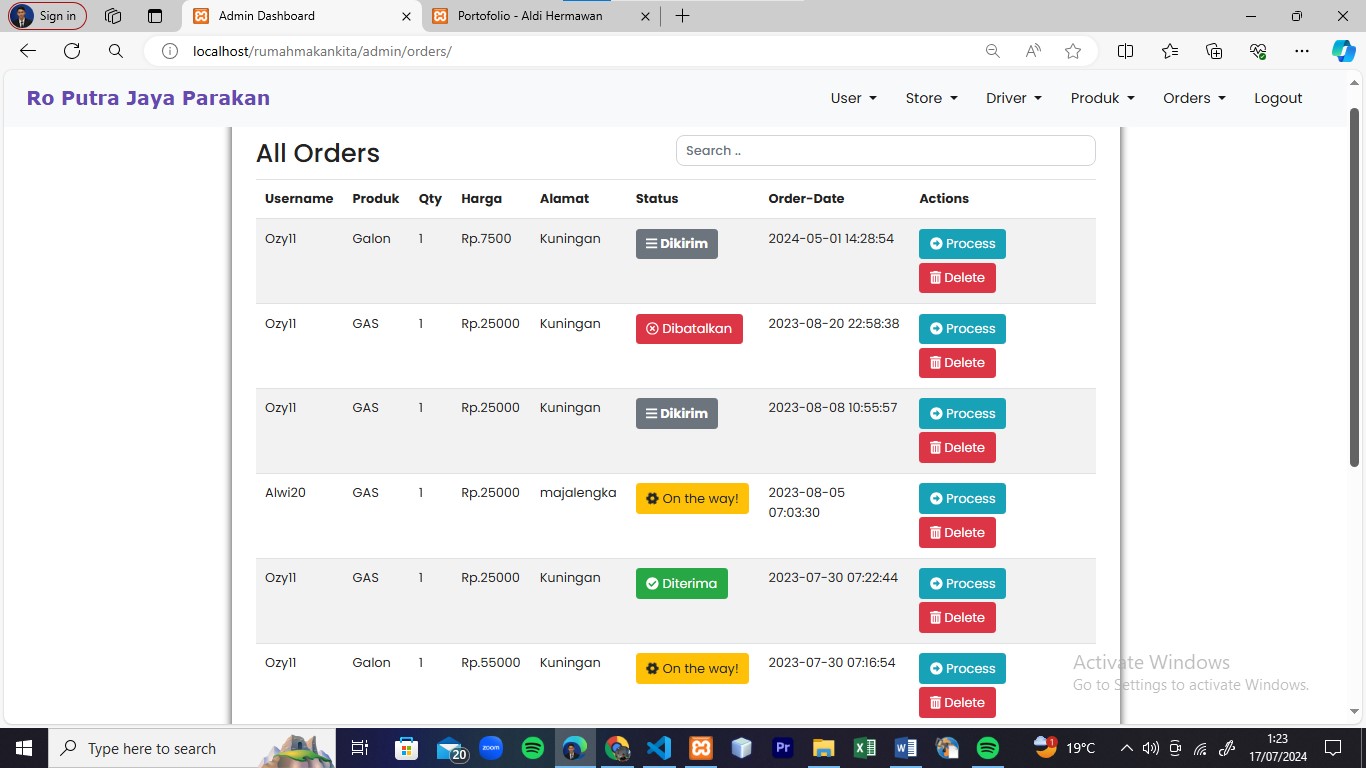 Sign in
Admin Dashboard
Portofolio - Aldi Hermawan
localhost/rumahmakankita/admin/orders/
Ro Putra Jaya Parakan
User Store Driver Produk Orders Logout
All Orders
Search ..
Username Produk Qty Harga Alamat Status Order-Date Actions
Ozy11 Galon 1 Rp.7500 Kuningan Dikirim 2024-05-01 14:28:54 Process
Delete
Ozy11 GAS 1 Rp.25000 Kuningan Dibatalkan 2023-08-20 22:58:38 Process
Delete
Ozy11 GAS 1 Rp.25000 Kuningan Dikirim 2023-08-08 10:55:57 Process
Delete
Alwi20 GAS 1 Rp.25000 majalengka On the way! 2023-08-05 Process
07:03:30
Delete
Ozy11 GAS 1 Rp.25000 Kuningan Diterima 2023-07-30 07:22:44 Process
Delete
Ozy11 Galon 1 Rp.55000 Kuningan On the way! 2023-07-30 07:16:54 Process
Delete
Activate Windows
Go to Settings to activate Windows.
Type here to search
20
zoom
Pr
1
19°C
1:23
17/07/2024